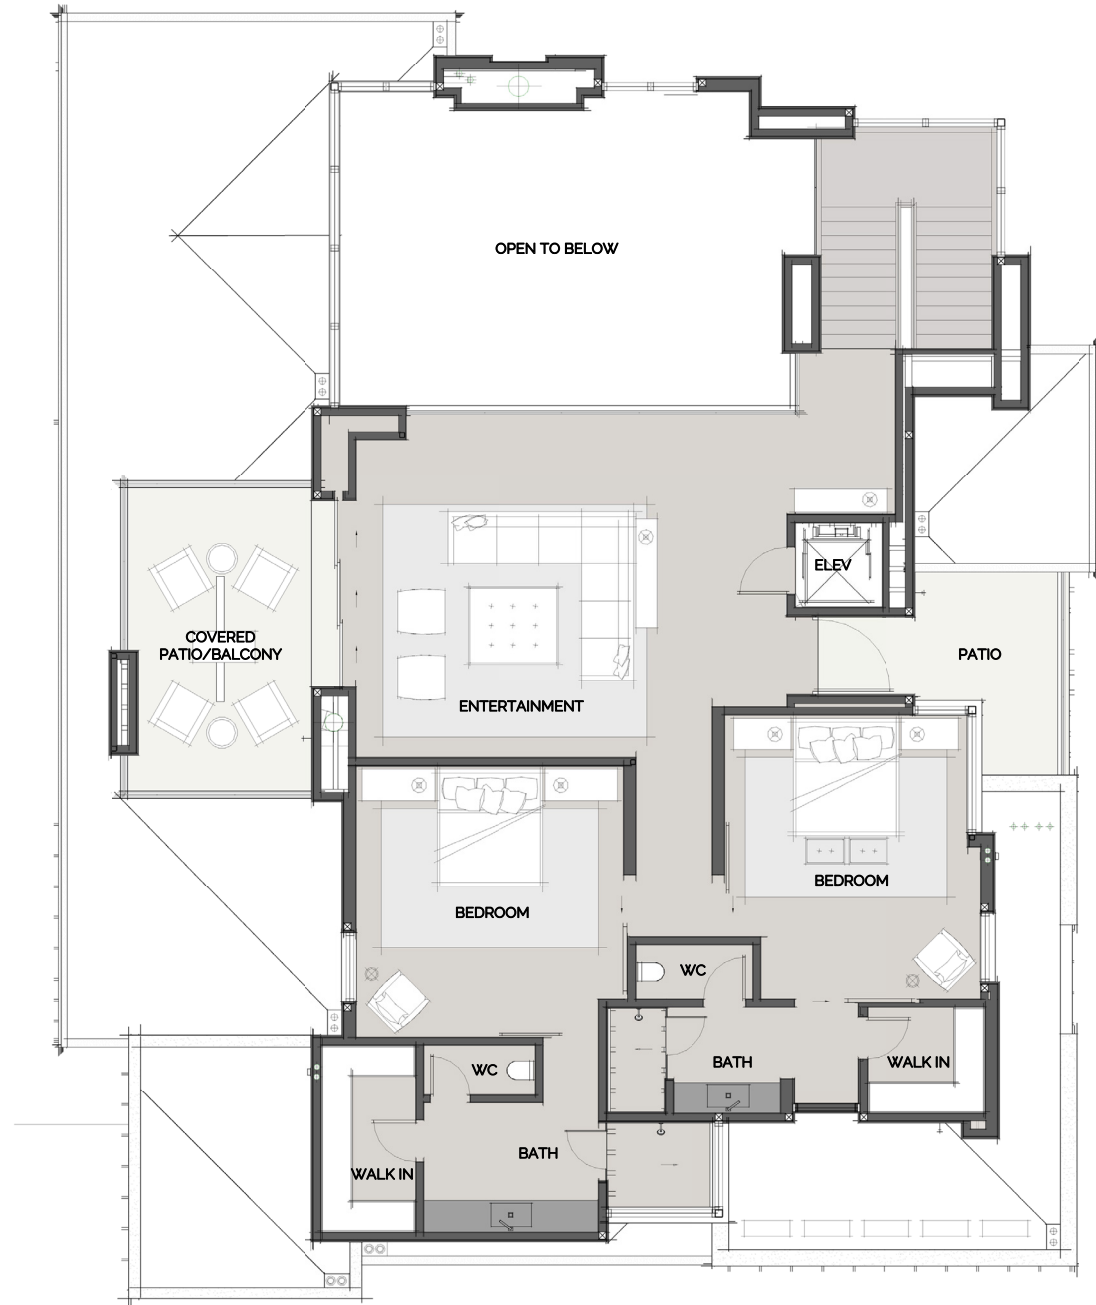 OPEN TO BELOW
ELEV
COVERED
PATIO/BALCONY
PATIO
ENTERTAINMENT
BEDROOM
BEDROOM
WC
WC
BATH
WALK IN
BATH
WALK IN